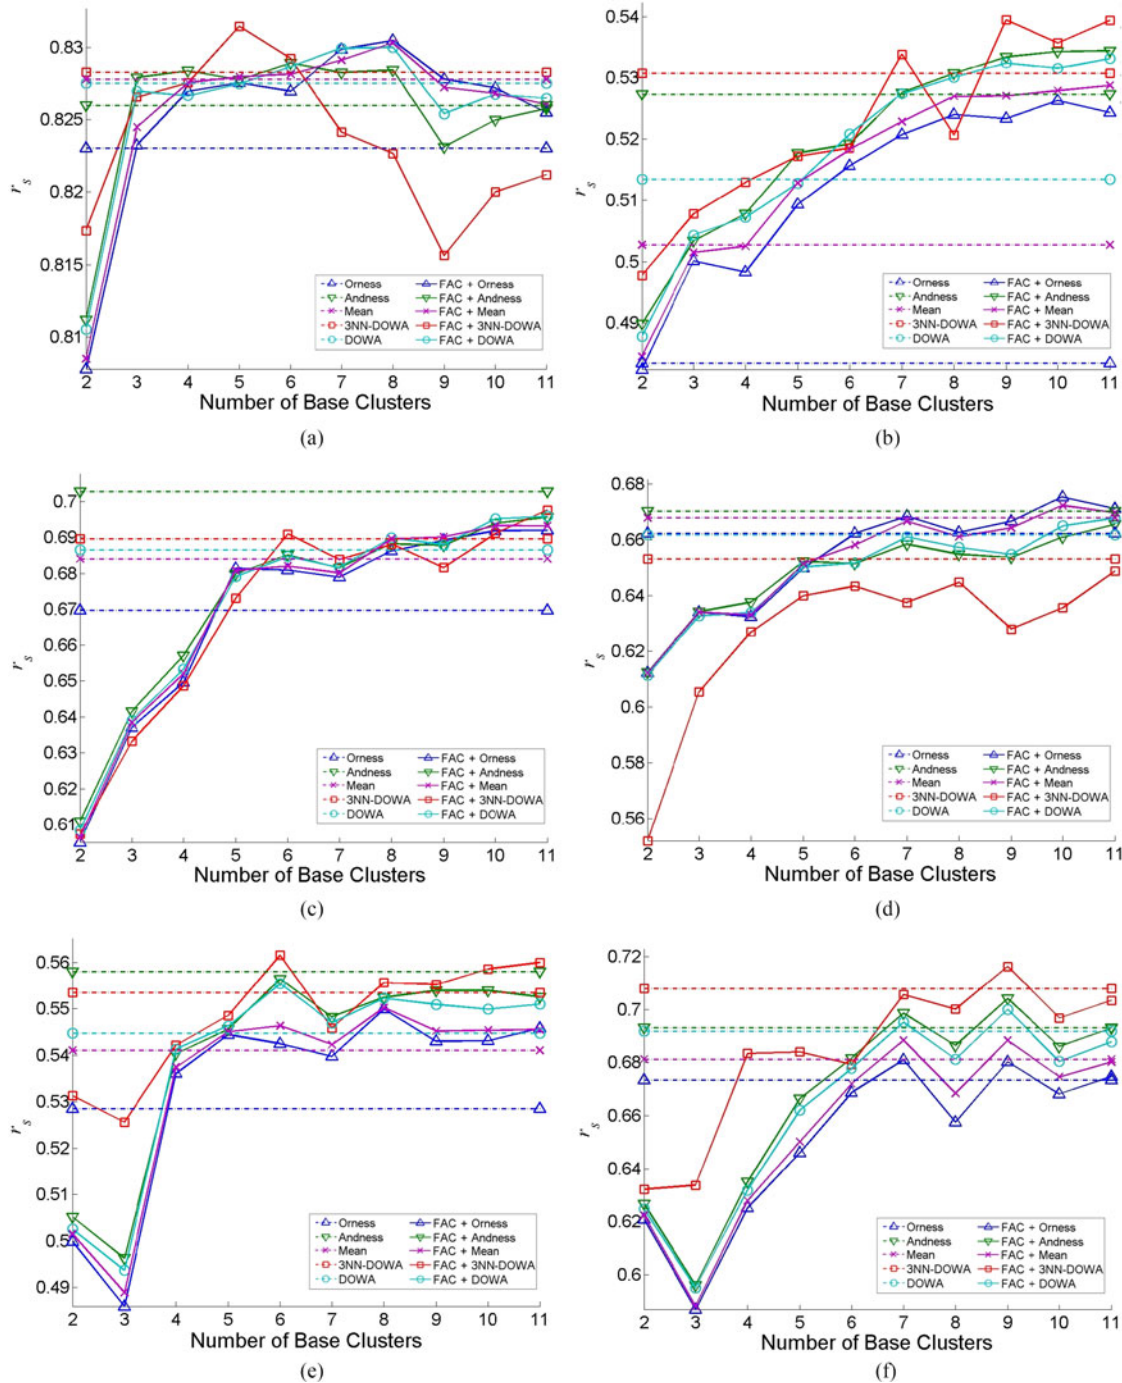 0.83
0.825
0.82
0.815
0.81
r_s
2 3 4 5 6 7 8 9 10 11
Number of Base Clusters
Orness FAC + Orness
Andness FAC + Andness
Mean FAC + Mean
3NN-DOWA FAC + 3NN-DOWA
DOWA FAC + DOWA
(a)
0.54
0.53
0.52
0.51
0.5
0.49
r_s
2 3 4 5 6 7 8 9 10 11
Number of Base Clusters
Orness FAC + Orness
Andness FAC + Andness
Mean FAC + Mean
3NN-DOWA FAC + 3NN-DOWA
DOWA FAC + DOWA
(b)
0.7
0.69
0.68
0.67
0.66
0.65
0.64
0.63
0.62
0.61
r_s
2 3 4 5 6 7 8 9 10 11
Number of Base Clusters
Orness FAC + Orness
Andness FAC + Andness
Mean FAC + Mean
3NN-DOWA FAC + 3NN-DOWA
DOWA FAC + DOWA
(c)
0.68
0.66
0.64
0.62
0.6
0.58
0.56
r_s
2 3 4 5 6 7 8 9 10 11
Number of Base Clusters
Orness FAC + Orness
Andness FAC + Andness
Mean FAC + Mean
3NN-DOWA FAC + 3NN-DOWA
DOWA FAC + DOWA
(d)
0.56
0.55
0.54
0.53
0.52
0.51
0.5
0.49
r_s
2 3 4 5 6 7 8 9 10 11
Number of Base Clusters
Orness FAC + Orness
Andness FAC + Andness
Mean FAC + Mean
3NN-DOWA FAC + 3NN-DOWA
DOWA FAC + DOWA
(e)
0.72
0.7
0.68
0.66
0.64
0.62
0.6
r_s
2 3 4 5 6 7 8 9 10 11
Number of Base Clusters
Orness FAC + Orness
Andness FAC + Andness
Mean FAC + Mean
3NN-DOWA FAC + 3NN-DOWA
DOWA FAC + DOWA
(f)